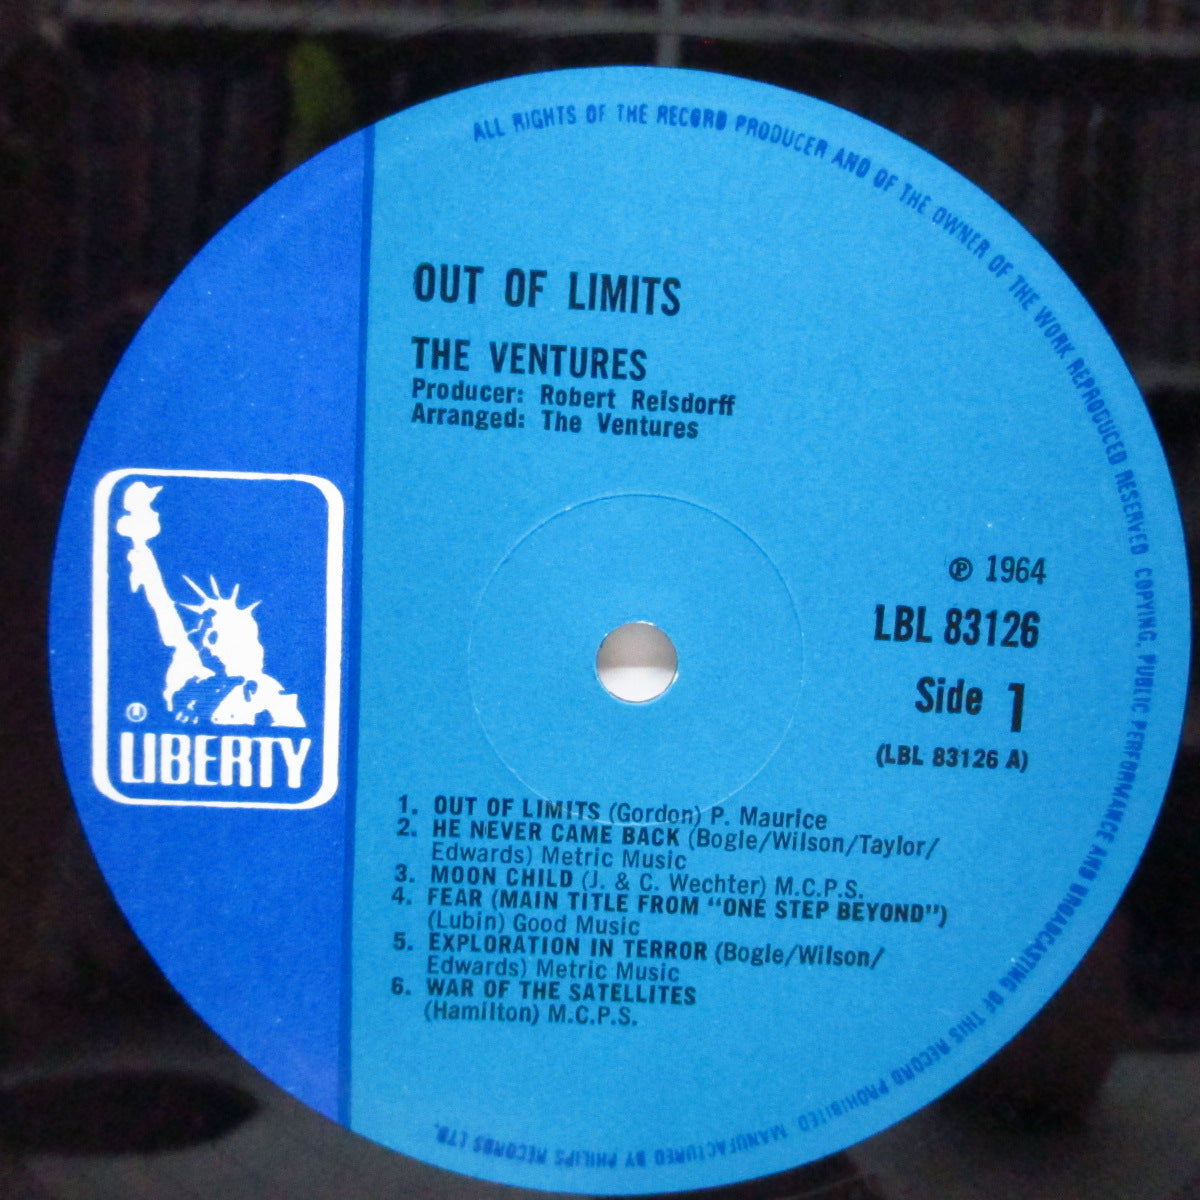 ALL RIGHTS OF THE RECORD PRODUCER AND OF THE OWNER OF THE WORK REPRODUCED RESERVED COPYING, PUBLIC PERFORMANCE AND BROADCASTING OF THIS RECORD PROHIBITED MANUFACTURED BY PHILIPS RECORDS LTD.
OUT OF LIMITS
THE VENTURES
Producer: Robert Reisdorff
Arranged: The Ventures
℗ 1964
LBL 83126
Side 1
(LBL 83126 A)
®
LIBERTY
1. OUT OF LIMITS (Gordon) P. Maurice
2. HE NEVER CAME BACK (Bogle/Wilson/Taylor/
Edwards) Metric Music
3. MOON CHILD (J. & C. Wechter) M.C.P.S.
4. FEAR (MAIN TITLE FROM "ONE STEP BEYOND")
(Lubin) Good Music
5. EXPLORATION IN TERROR (Bogle/Wilson/
Edwards) Metric Music
6. WAR OF THE SATELLITES
(Hamilton) M.C.P.S.